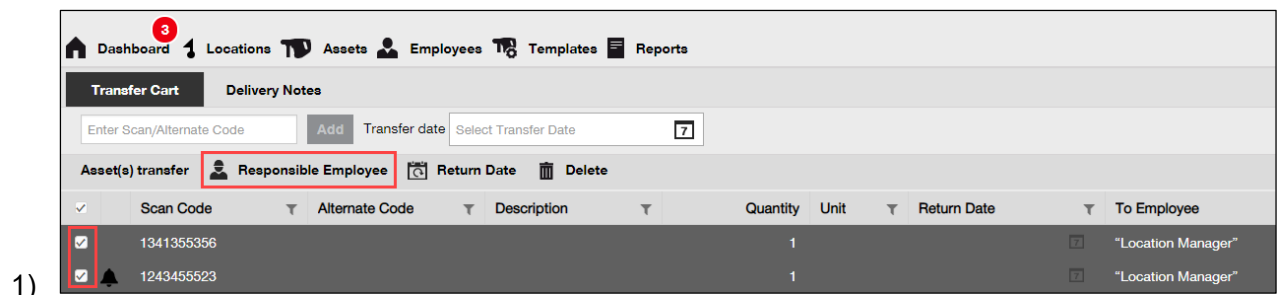 3
Dashboard Locations Assets Employees Templates Reports
Transfer Cart Delivery Notes
Enter Scan/Alternate Code Add Transfer date Select Transfer Date 7
Asset(s) transfer Responsible Employee Return Date Delete
Scan Code Alternate Code Description Quantity Unit Return Date To Employee
1341355356 1 7 "Location Manager"
1243455523 1 7 "Location Manager"
1)